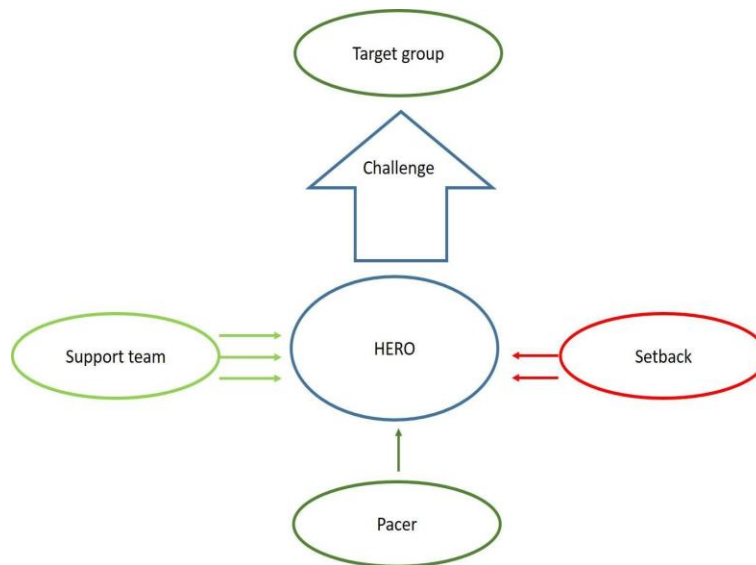 Target group
Challenge
Support team
HERO
Setback
Pacer